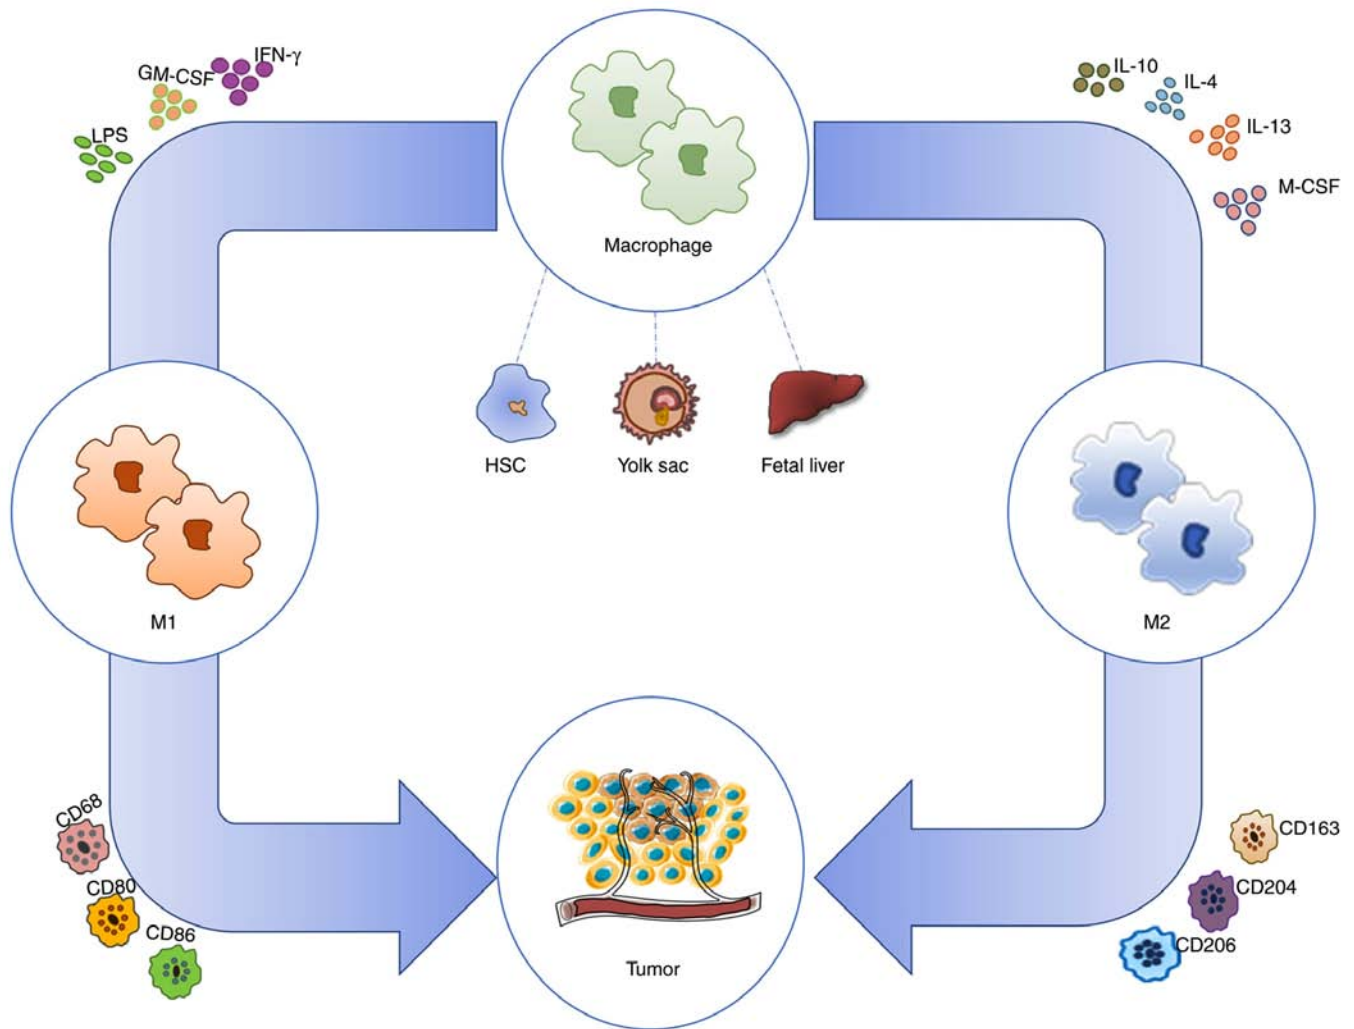 IFN-γ
GM-CSF
LPS
IL-10
IL-4
IL-13
M-CSF
Macrophage
HSC
Yolk sac
Fetal liver
M1
M2
CD68
CD80
CD86
CD163
CD204
CD206
Tumor